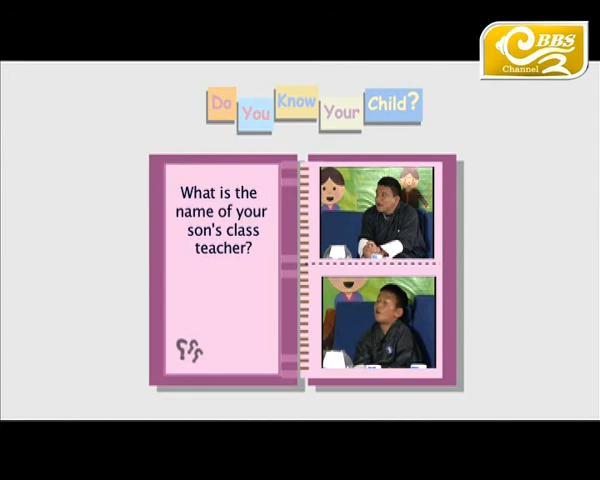 BBS
Channel 2
Do You Know Your Child?
What is the
name of your
son's class
teacher?
???